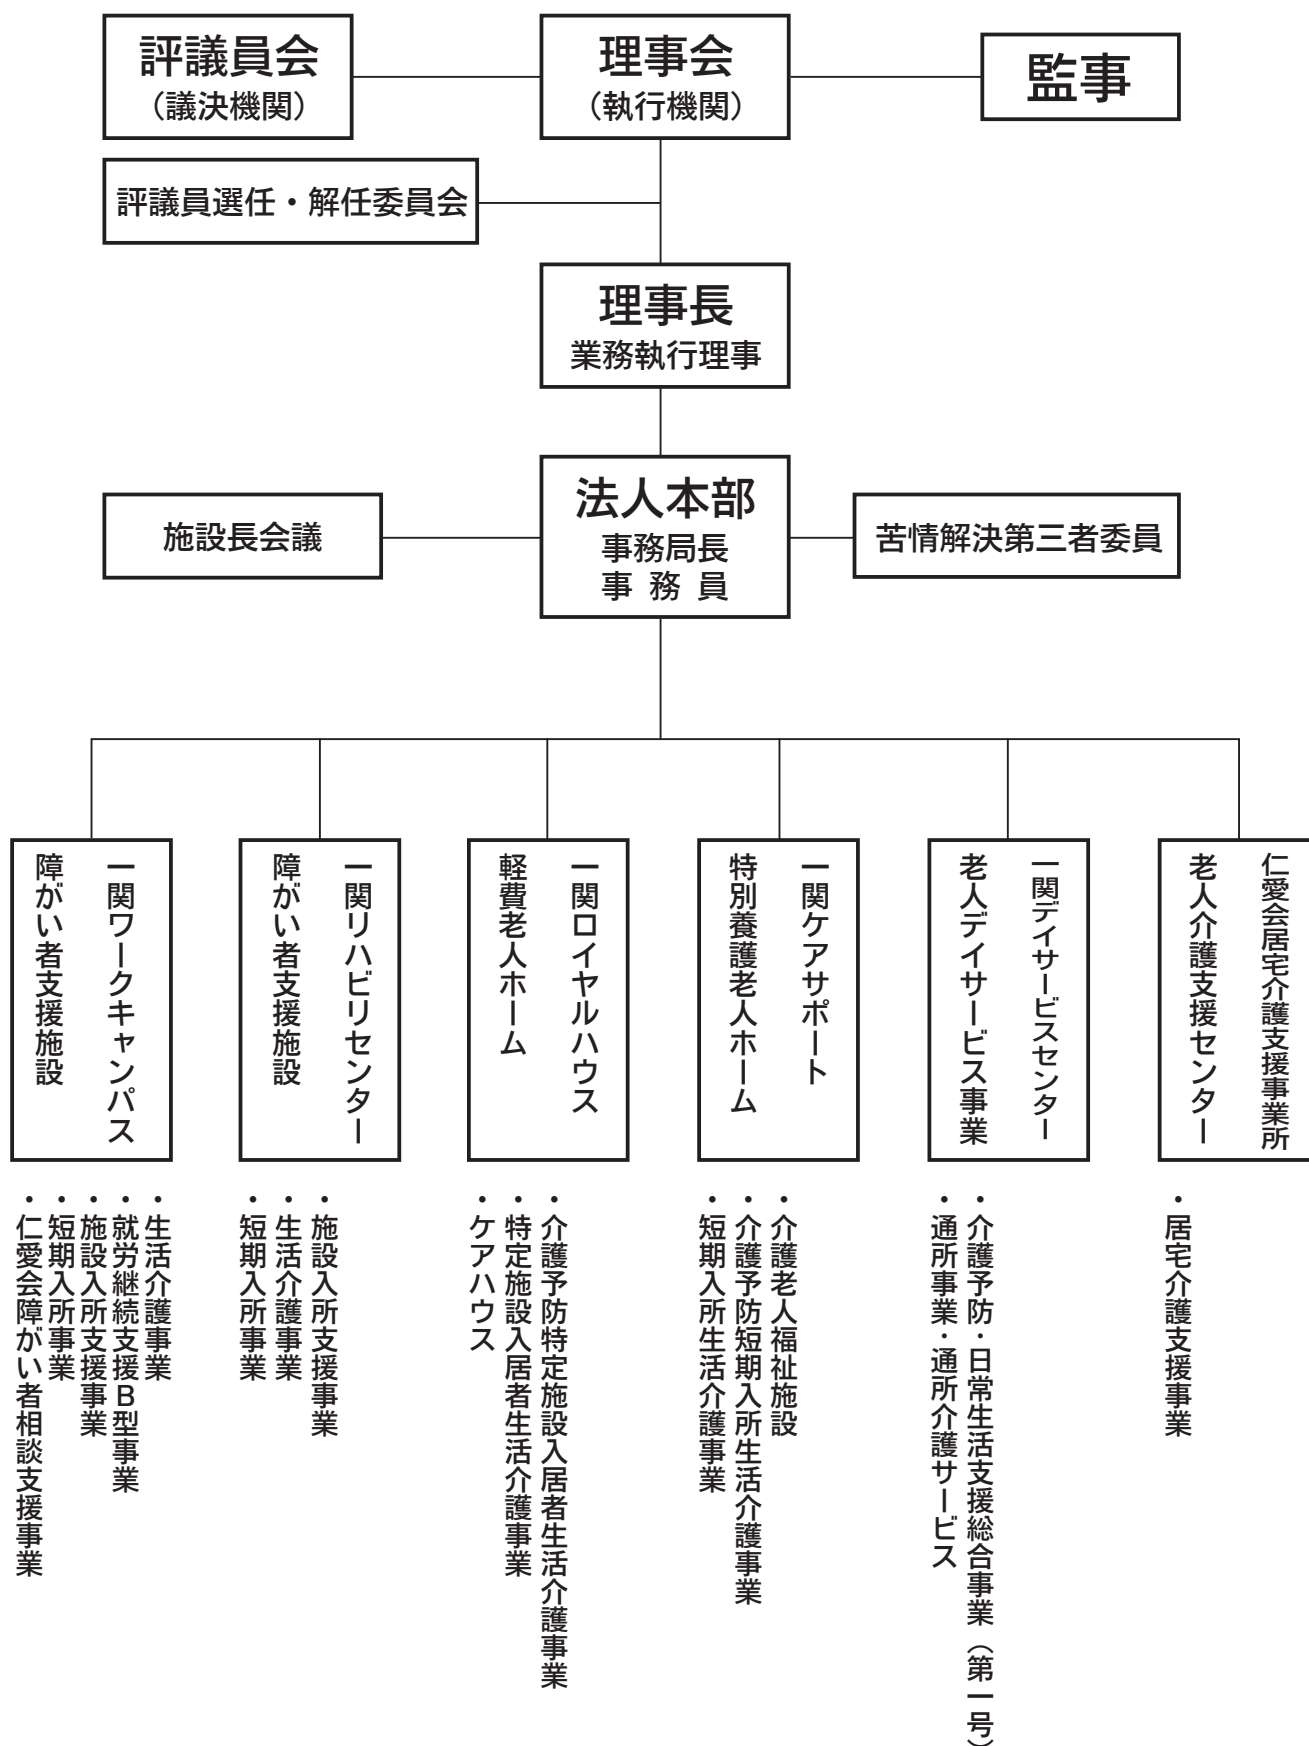 評議員会
（議決機関）
理事会
（執行機関）
監事
評議員選任・解任委員会
理事長
業務執行理事
法人本部
事務局長
事務員
施設長会議
苦情解決第三者委員
一関ワークキャンパス
障がい者支援施設
・生活介護事業
・就労継続支援B型事業
・施設入所支援事業
・短期入所事業
・仁愛会障がい者相談支援事業
一関リハビリセンター
障がい者支援施設
・施設入所支援事業
・生活介護事業
・短期入所事業
一関ロイヤルハウス
軽費老人ホーム
・介護予防特定施設入居者生活介護事業
・特定施設入居者生活介護事業
・ケアハウス
一関ケアサポート
特別養護老人ホーム
・介護老人福祉施設
・介護予防短期入所生活介護事業
・短期入所生活介護事業
一関デイサービスセンター
老人デイサービス事業
・介護予防・日常生活支援総合事業（第一号）
・通所事業・通所介護サービス
仁愛会居宅介護支援事業所
老人介護支援センター
・居宅介護支援事業